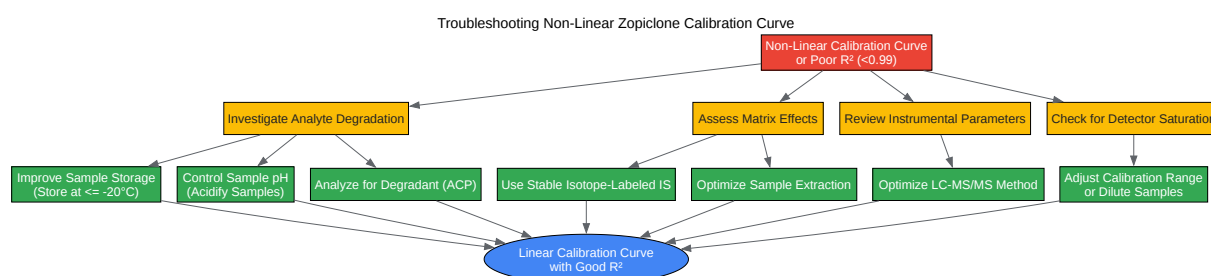 Troubleshooting Non-Linear Zopiclone Calibration Curve
Non-Linear Calibration Curve
or Poor R² (<0.99)
Investigate Analyte Degradation
Assess Matrix Effects
Review Instrumental Parameters
Check for Detector Saturation
Improve Sample Storage
(Store at <= -20°C)
Control Sample pH
(Acidify Samples)
Analyze for Degradant (ACP)
Use Stable Isotope-Labeled IS
Optimize Sample Extraction
Optimize LC-MS/MS Method
Adjust Calibration Range
or Dilute Samples
Linear Calibration Curve
with Good R²